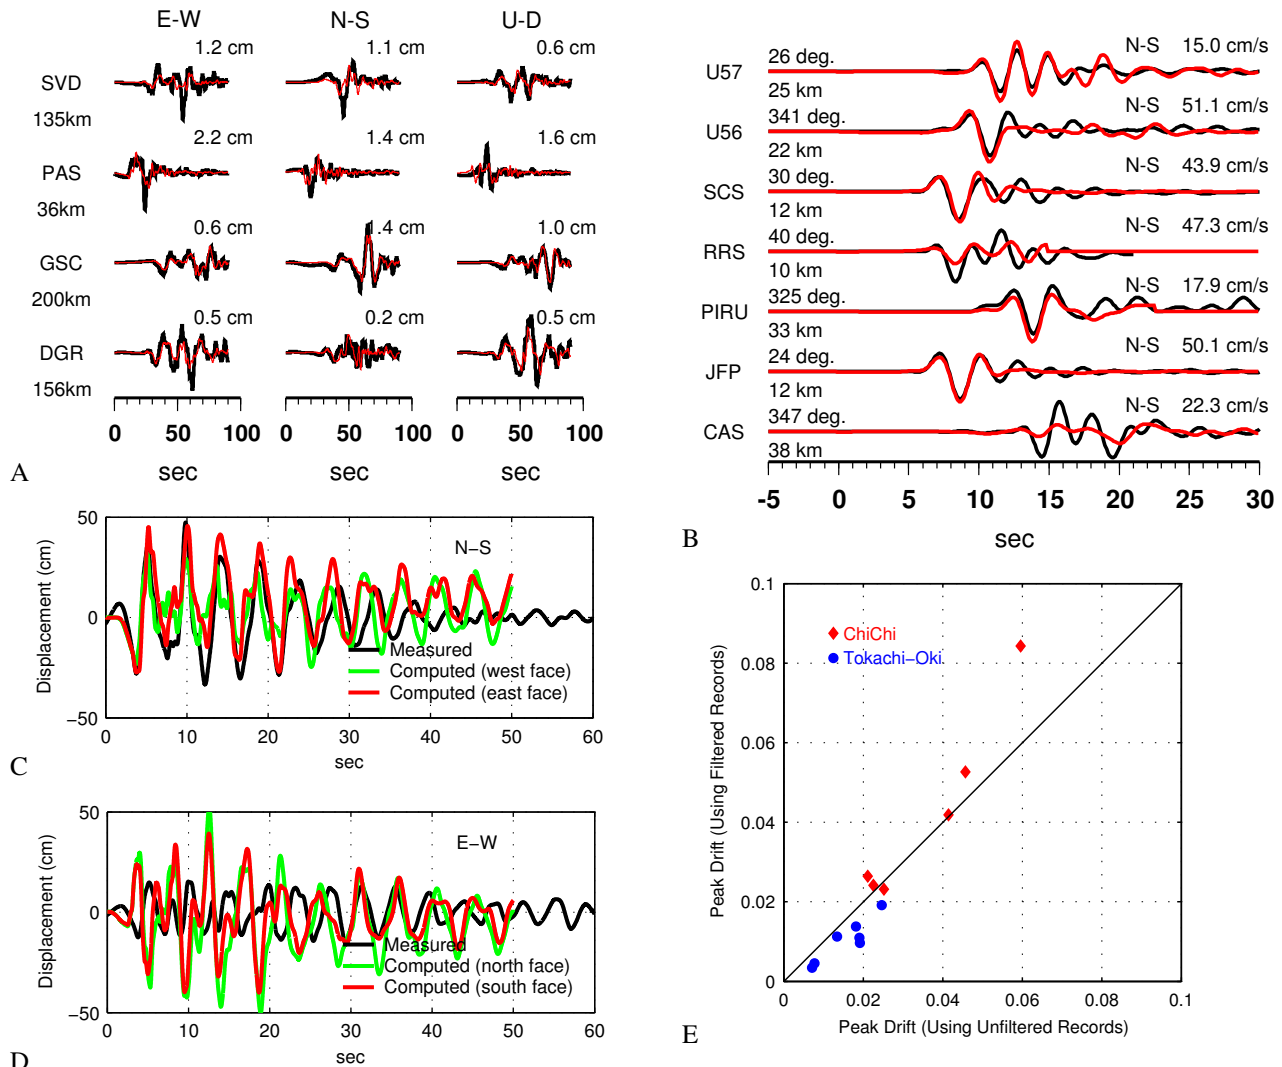 E-W N-S U-D
1.2 cm 1.1 cm 0.6 cm
SVD
135km
2.2 cm 1.4 cm 1.6 cm
PAS
36km
0.6 cm .4 cm 1.0 cm
GSC
200km
0.5 cm 0.2 cm 0.5 cm
DGR
156km
0 50 100 0 50 100 0 50 100
sec sec sec
A
26 deg. N-S 15.0 cm/s
U57
25 km
341 deg. N-S 51.1 cm/s
U56
22 km
30 deg. N-S 43.9 cm/s
SCS
12 km
40 deg. N-S 47.3 cm/s
RRS
10 km
325 deg. N-S 17.9 cm/s
PIRU
33 km
24 deg. N-S 50.1 cm/s
JFP
12 km
347 deg. N-S 22.3 cm/s
CAS
38 km
-5 0 5 10 15 20 25 30
sec
B
50
0
−50
Displacement (cm)
N−S
Measured
Computed (west face)
Computed (east face)
0 10 20 30 40 50 60
sec
C
50
0
−50
Displacement (cm)
E−W
Measured
Computed (north face)
Computed (south face)
0 10 20 30 40 50 60
sec
D
0.1
0.08
0.06
0.04
0.02
0
Peak Drift (Using Filtered Records)
ChiChi
Tokachi−Oki
0 0.02 0.04 0.06 0.08 0.1
Peak Drift (Using Unfiltered Records)
E